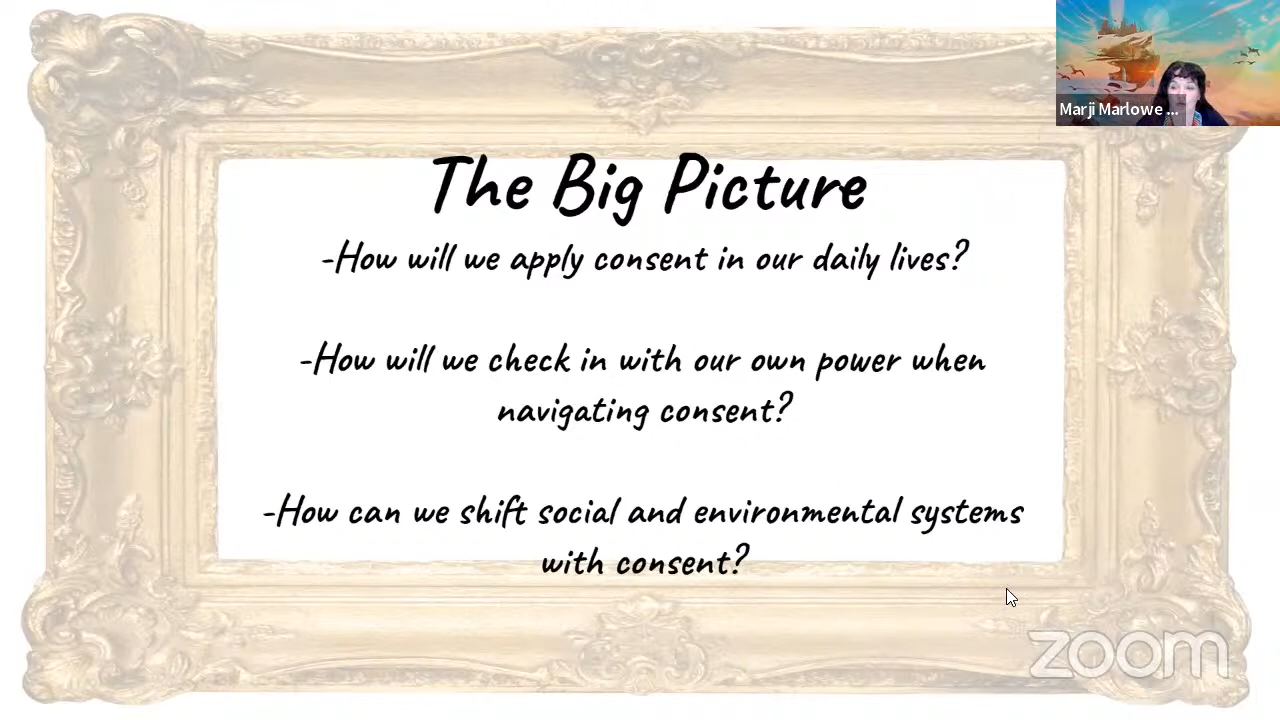 Marji Marlowe ...
The Big Picture
-How will we apply consent in our daily lives?
-How will we check in with our own power when
navigating consent?
-How can we shift social and environmental systems
with consent?
zoom